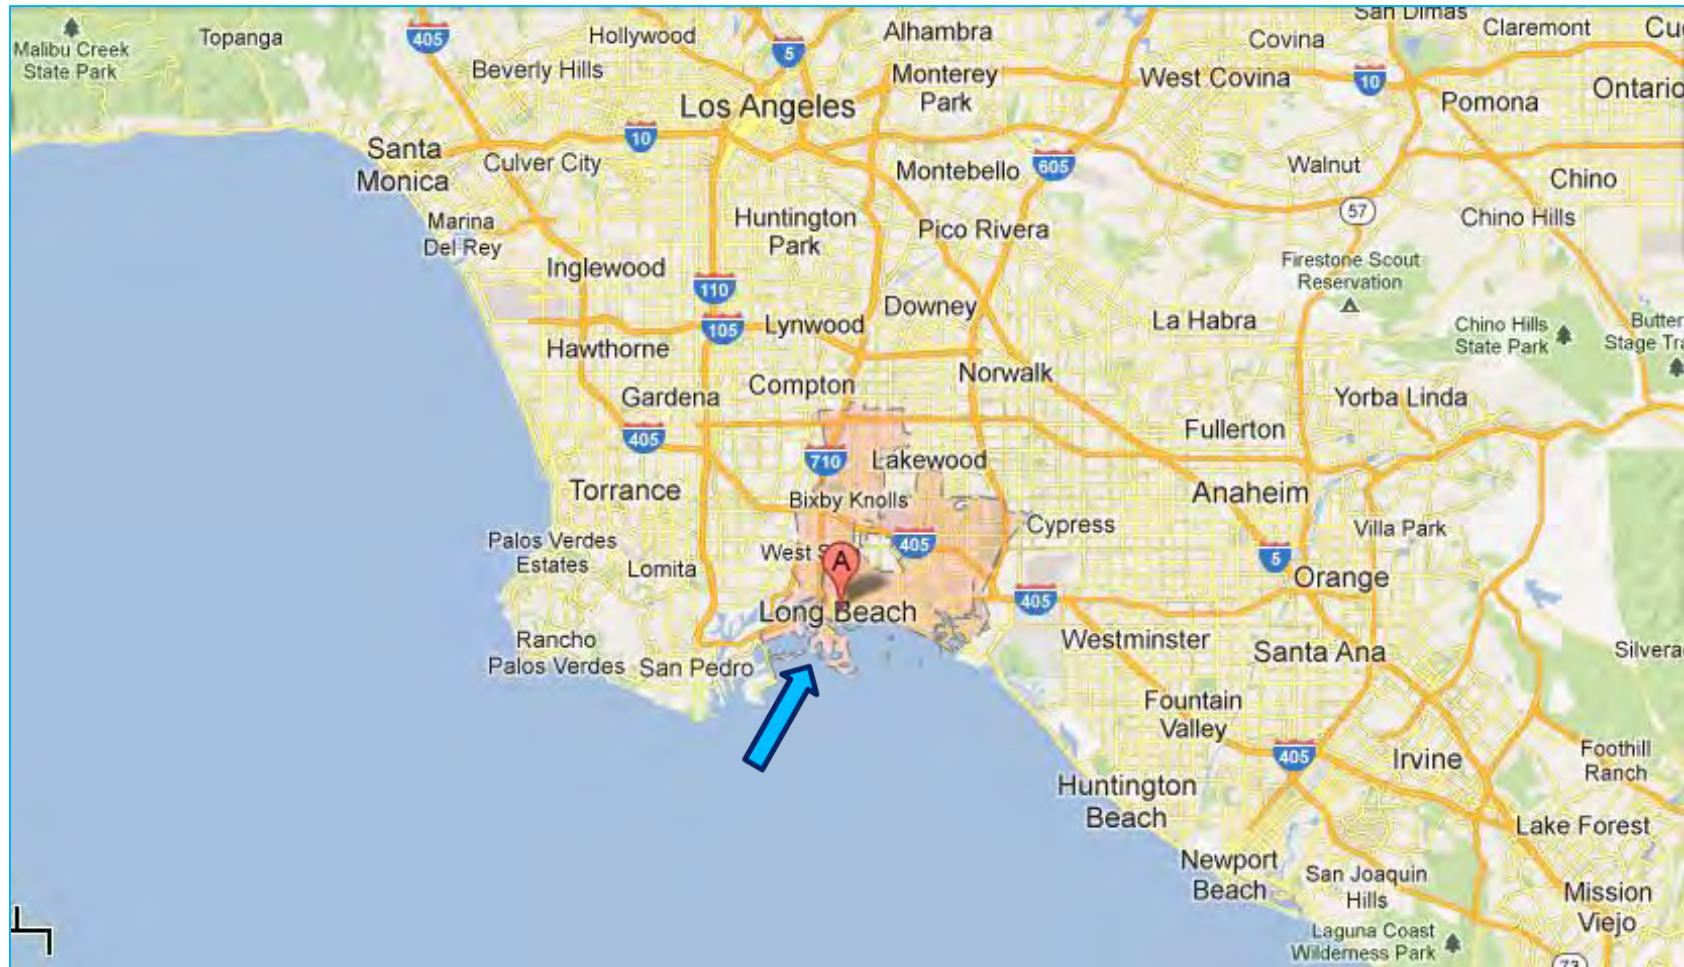 Malibu Creek
State Park
Topanga
405
Hollywood
5
Alhambra
San Dimas
Claremont
Covina
Beverly Hills
Monterey
Park
West Covina
10
Ontario
Los Angeles
Pomona
10
Santa
Monica
Culver City
Montebello
605
Walnut
Chino
57
Marina
Del Rey
Huntington
Park
Pico Rivera
Chino Hills
Inglewood
110
Firestone Scout
Reservation
Downey
105
Lynwood
La Habra
Chino Hills
State Park
Hawthorne
Norwalk
Compton
Gardena
Yorba Linda
405
Fullerton
710
Lakewood
Torrance
Bixby Knolls
Anaheim
Cypress
Villa Park
Palos Verdes
Estates
West
A
405
5
Lomita
Orange
405
Long Beach
Rancho
Palos Verdes
San Pedro
Westminster
Santa Ana
Fountain
Valley
405
Irvine
Foothill
Ranch
Huntington
Beach
Lake Forest
Newport
Beach
San Joaquin
Hills
Mission
Viejo
Laguna Coast
Wilderness Park
73